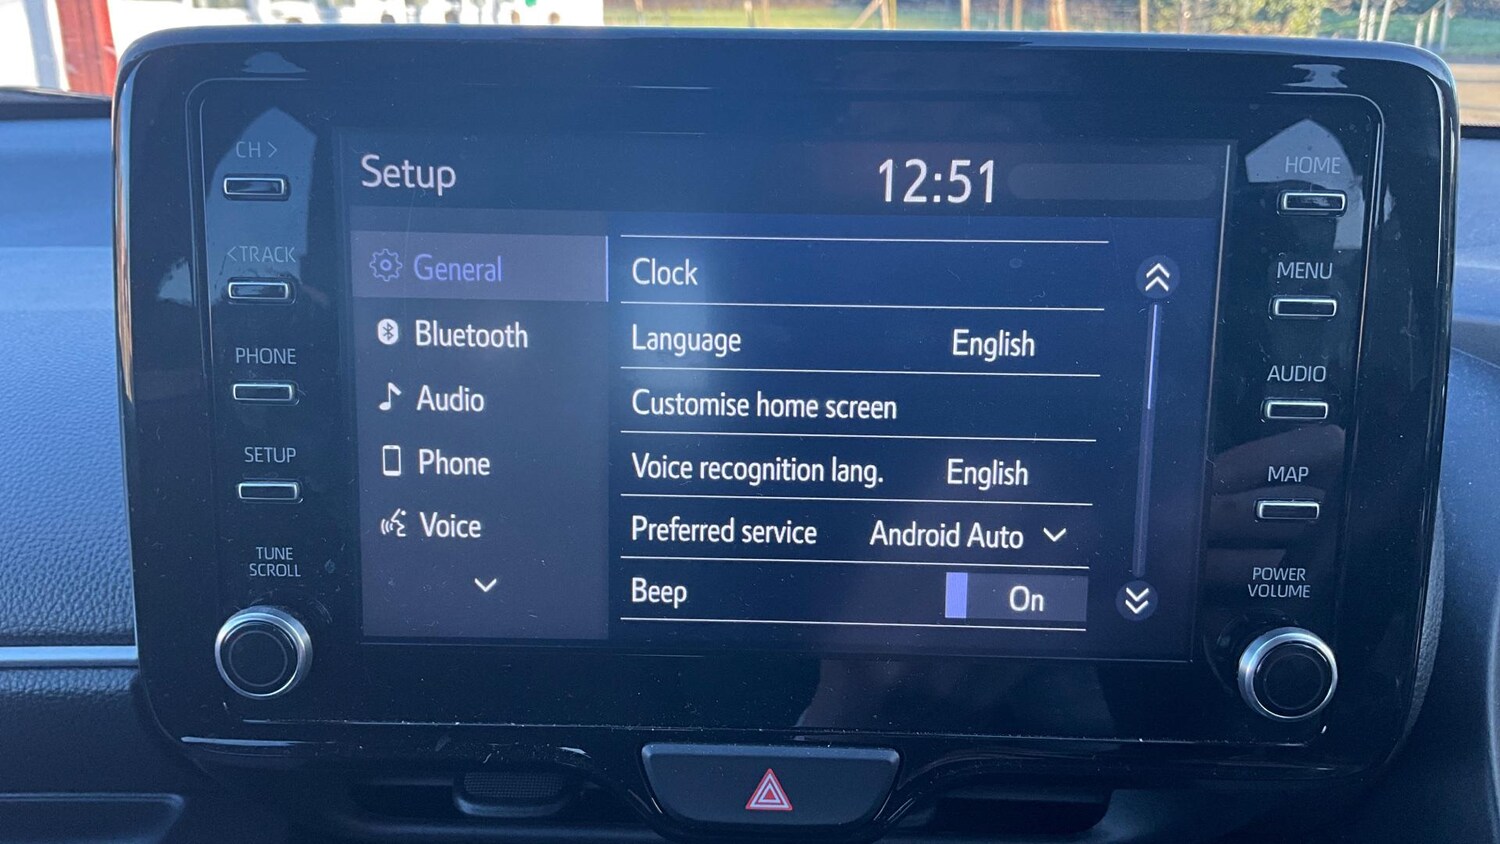 CH >
<TRACK
PHONE
SETUP
TUNE
SCROLL
Setup
12:51
General
Bluetooth
Audio
Phone
Voice
Clock
Language English
Customise home screen
Voice recognition lang. English
Preferred service Android Auto
Beep On
HOME
MENU
AUDIO
MAP
POWER
VOLUME